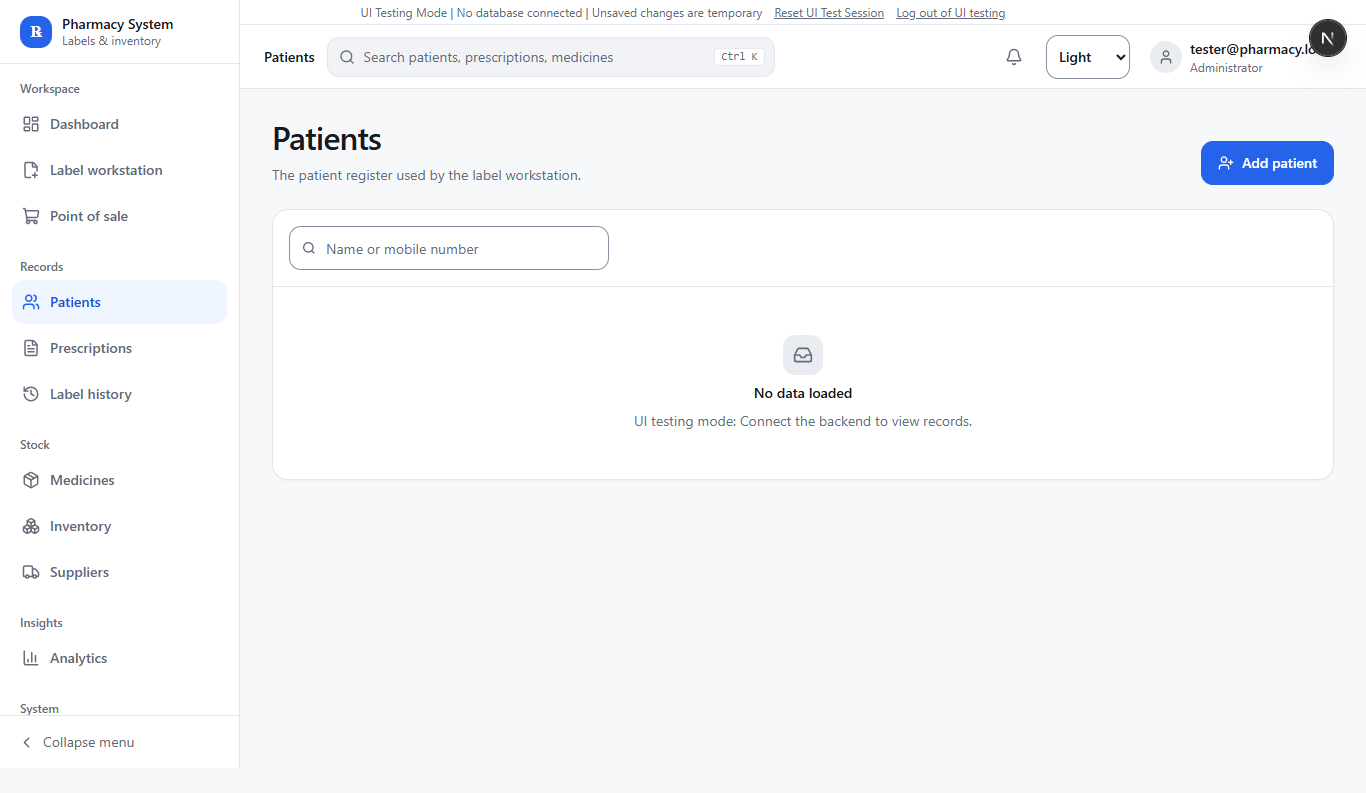 UI Testing Mode | No database connected | Unsaved changes are temporary Reset UI Test Session Log out of UI testing
Pharmacy System
Labels & inventory
Workspace
Dashboard
Label workstation
Point of sale
Records
Patients
Prescriptions
Label history
Stock
Medicines
Inventory
Suppliers
Insights
Analytics
System
Collapse menu
Patients
Search patients, prescriptions, medicines
Ctrl K
Light
tester@pharmacy.lo
Administrator
N
Patients
The patient register used by the label workstation.
Add patient
Name or mobile number
No data loaded
UI testing mode: Connect the backend to view records.